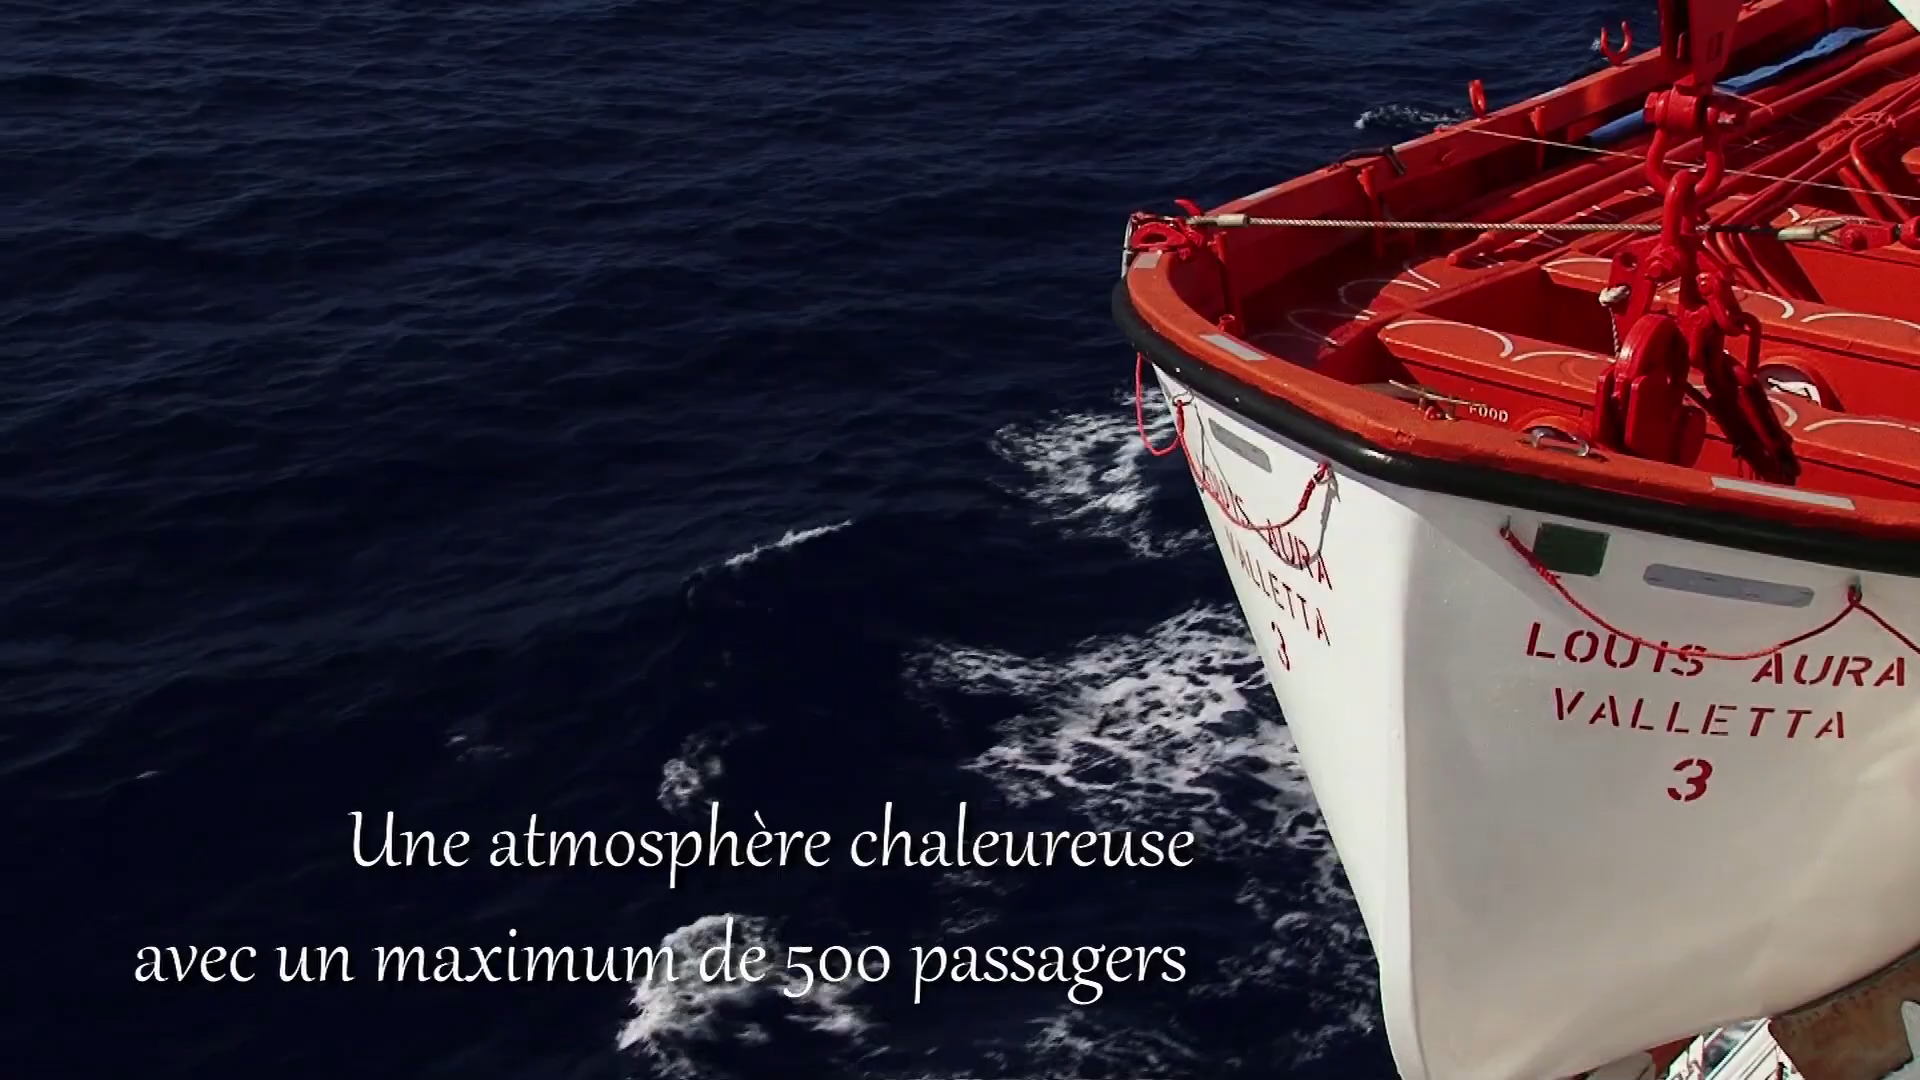 FOOD
LOUIS AURA
VALLETTA
3
LOUIS AURA
VALLETTA
3
Une atmosphère chaleureuse
avec un maximum de 500 passagers